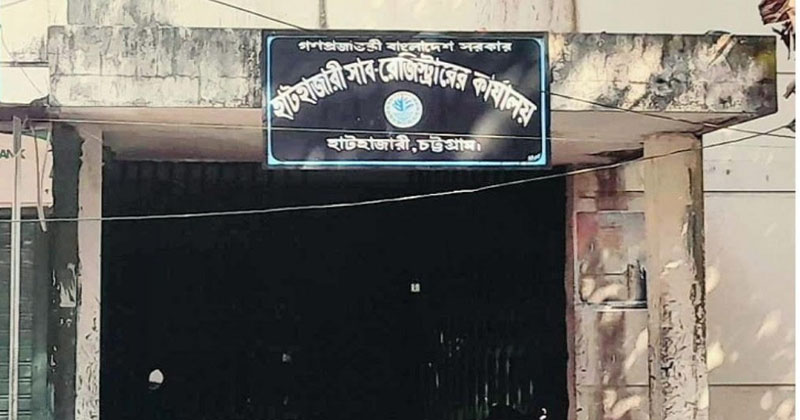 গণপ্রজাতন্ত্রী বাংলাদেশ সরকার
হাটহাজারী সাব-রেজিস্ট্রারের কার্যালয়
হাটহাজারী, চট্টগ্রাম।